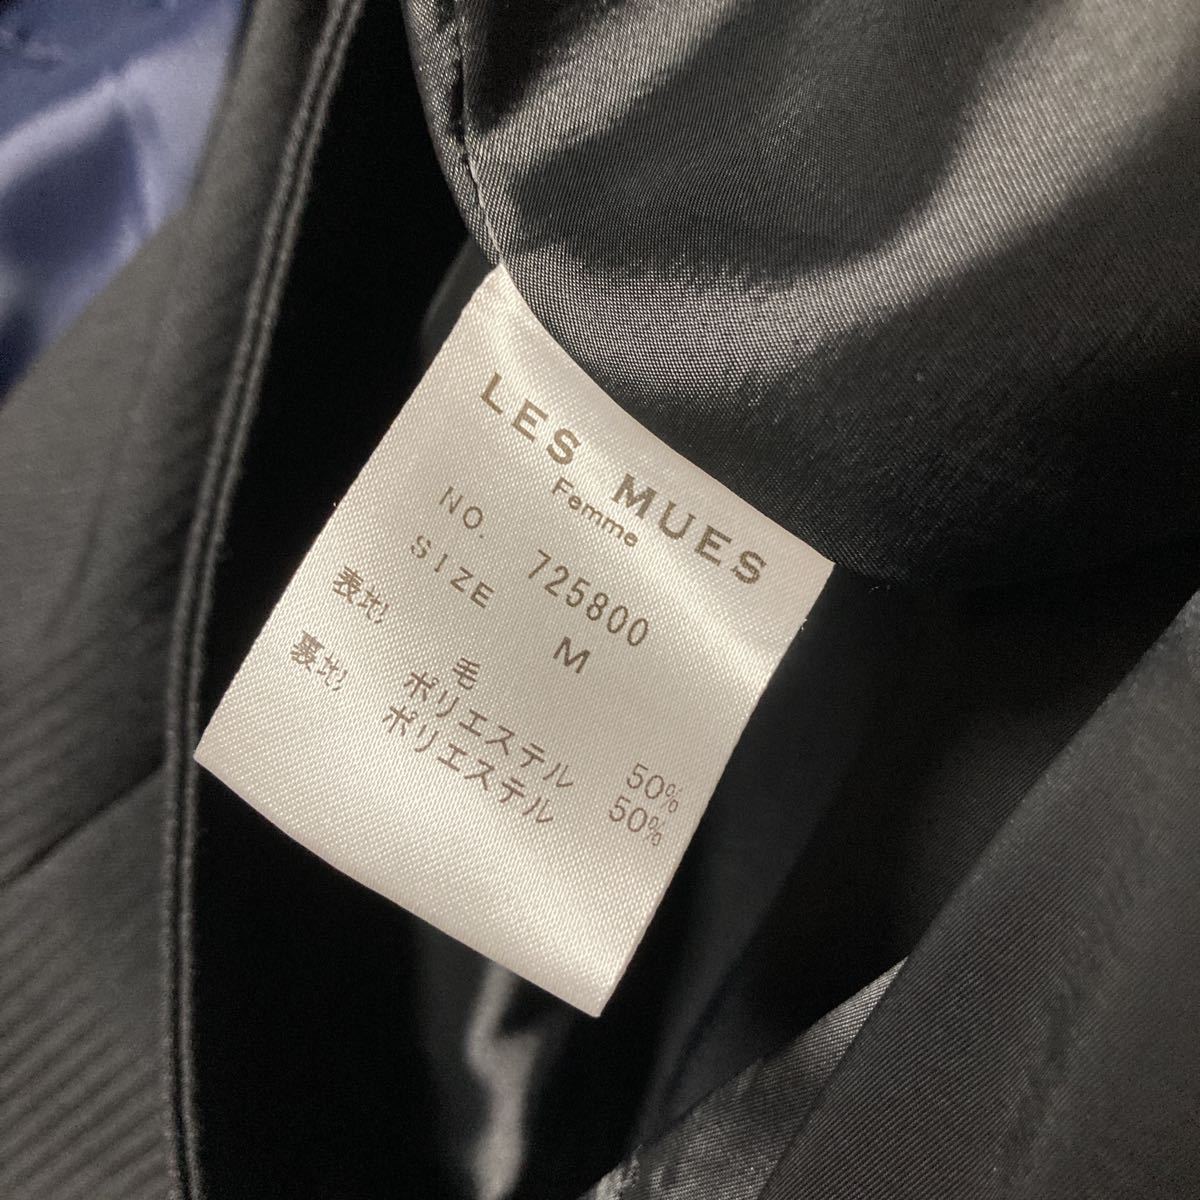 LES MUES
Femme
NO. 725800
SIZE M
表地 毛 50%
ポリエステル 50%
裏地 ポリエステル